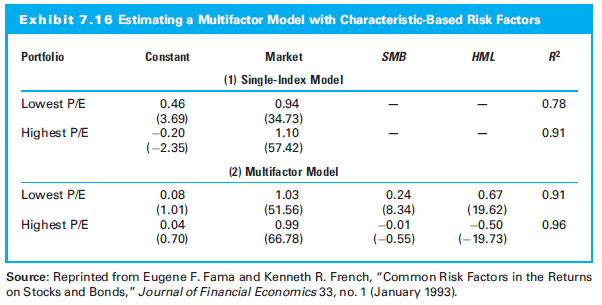 Exhibit 7.16 Estimating a Multifactor Model with Characteristic-Based Risk Factors
Portfolio Constant Market SMB HML R²
(1) Single-Index Model
Lowest P/E 0.46 0.94 — — 0.78
(3.69) (34.73)
Highest P/E −0.20 1.10 — — 0.91
(−2.35) (57.42)
(2) Multifactor Model
Lowest P/E 0.08 1.03 0.24 0.67 0.91
(1.01) (51.56) (8.34) (19.62)
Highest P/E 0.04 0.99 −0.01 −0.50 0.96
(0.70) (66.78) (−0.55) (−19.73)
Source: Reprinted from Eugene F. Fama and Kenneth R. French, “Common Risk Factors in the Returns
on Stocks and Bonds,” Journal of Financial Economics 33, no. 1 (January 1993).